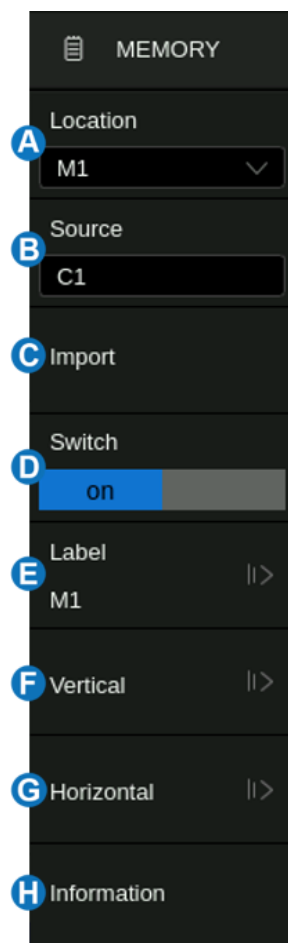 MEMORY
Location
A
M1
Source
B
C1
C Import
Switch
D
on
Label
E
M1
F Vertical
G Horizontal
H Information